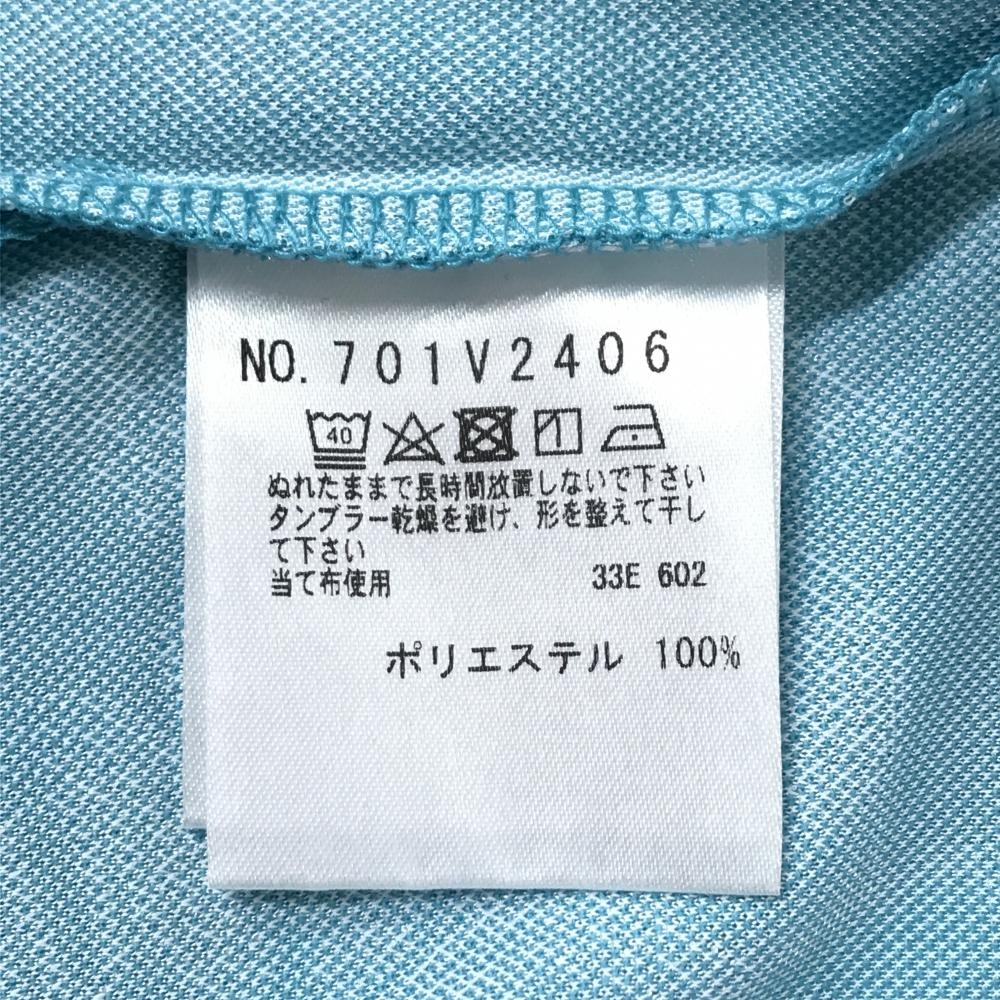 NO. 701V2406
40
ぬれたままで長時間放置しないで下さい
タンブラー乾燥を避け、形を整えて干し
て下さい
当て布使用 33E 602
ポリエステル 100%